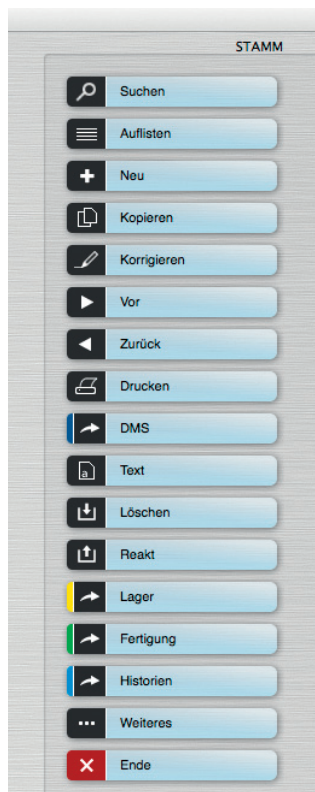 STAMM
Suchen
Auflisten
Neu
Kopieren
Korrigieren
Vor
Zurück
Drucken
DMS
a Text
Löschen
Reakt
Lager
Fertigung
Historien
Weiteres
Ende